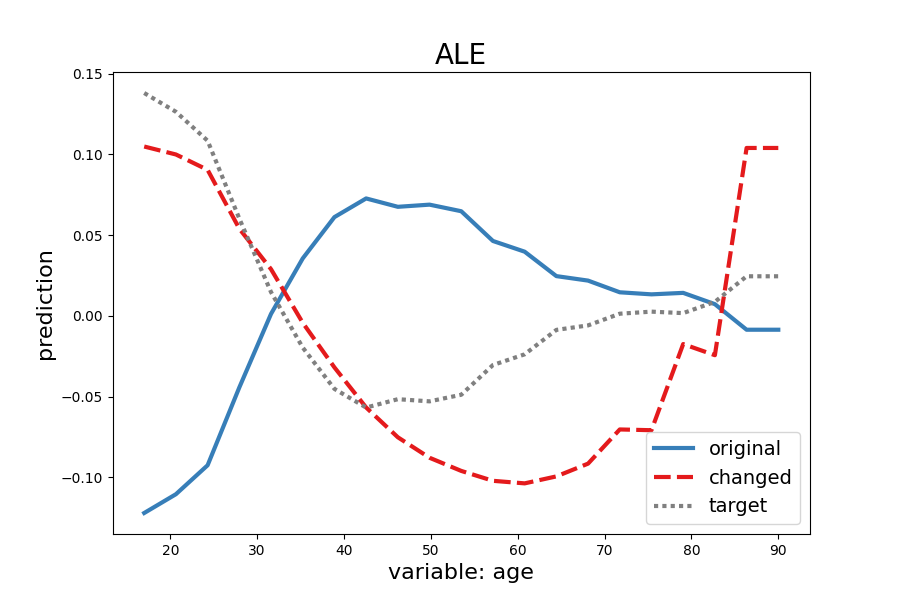 ALE
prediction
0.15
0.10
0.05
0.00
−0.05
−0.10
original
changed
target
20 30 40 50 60 70 80 90
variable: age